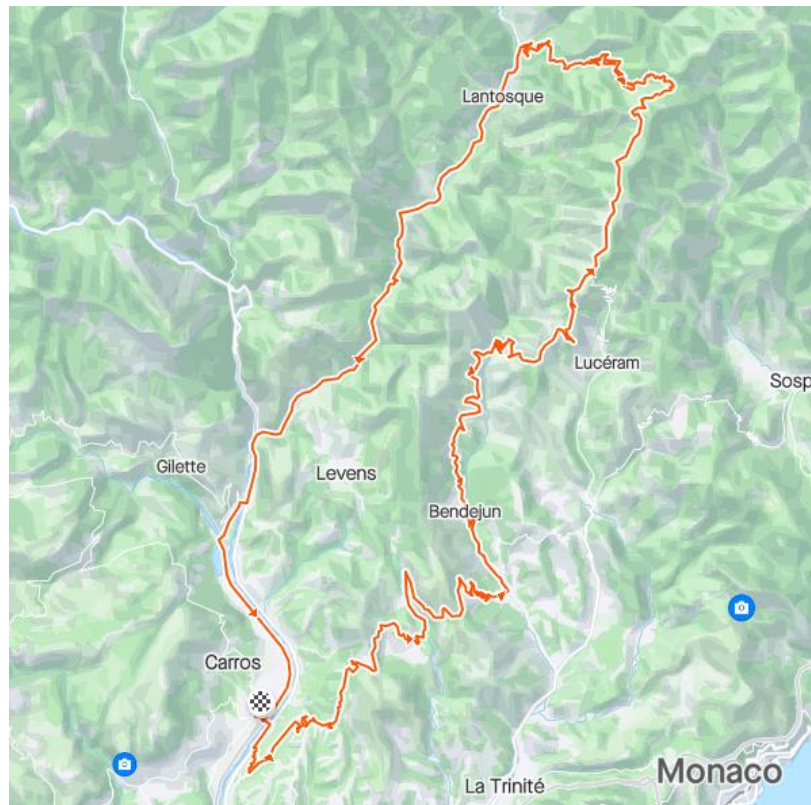 Lantosque
Lucéram
Sosp
Gilette
Levens
Bendejun
Carros
La Trinité
Monaco